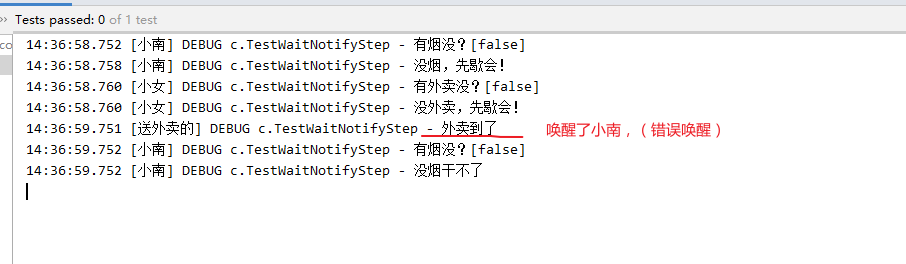 Tests passed: 0 of 1 test
co
14:36:58.752 [小南] DEBUG c.TestWaitNotifyStep - 有烟没？[false]
14:36:58.758 [小南] DEBUG c.TestWaitNotifyStep - 没烟，先歇会！
14:36:58.760 [小女] DEBUG c.TestWaitNotifyStep - 有外卖没？[false]
14:36:58.760 [小女] DEBUG c.TestWaitNotifyStep - 没外卖，先歇会！
14:36:59.751 [送外卖的] DEBUG c.TestWaitNotifyStep - 外卖到了 唤醒了小南，（错误唤醒）
14:36:59.752 [小南] DEBUG c.TestWaitNotifyStep - 有烟没？[false]
14:36:59.752 [小南] DEBUG c.TestWaitNotifyStep - 没烟干不了